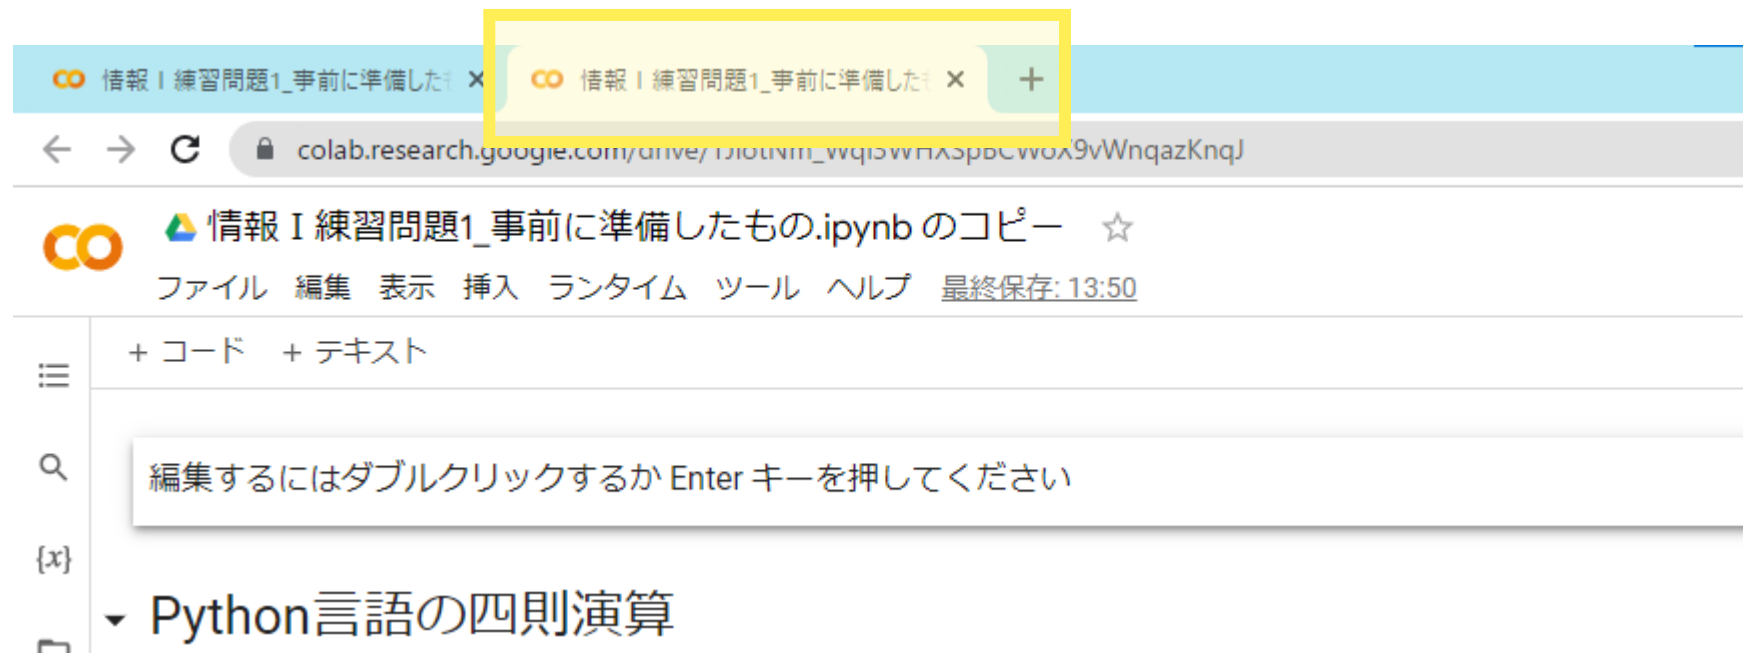 情報Ⅰ練習問題1_事前に準備した
情報Ⅰ練習問題1_事前に準備した
colab.research.google.com/drive/
情報Ⅰ練習問題1_事前に準備したもの.ipynb のコピー
ファイル 編集 表示 挿入 ランタイム ツール ヘルプ 最終保存: 13:50
+ コード + テキスト
編集するにはダブルクリックするか Enter キーを押してください
{x}
Python言語の四則演算